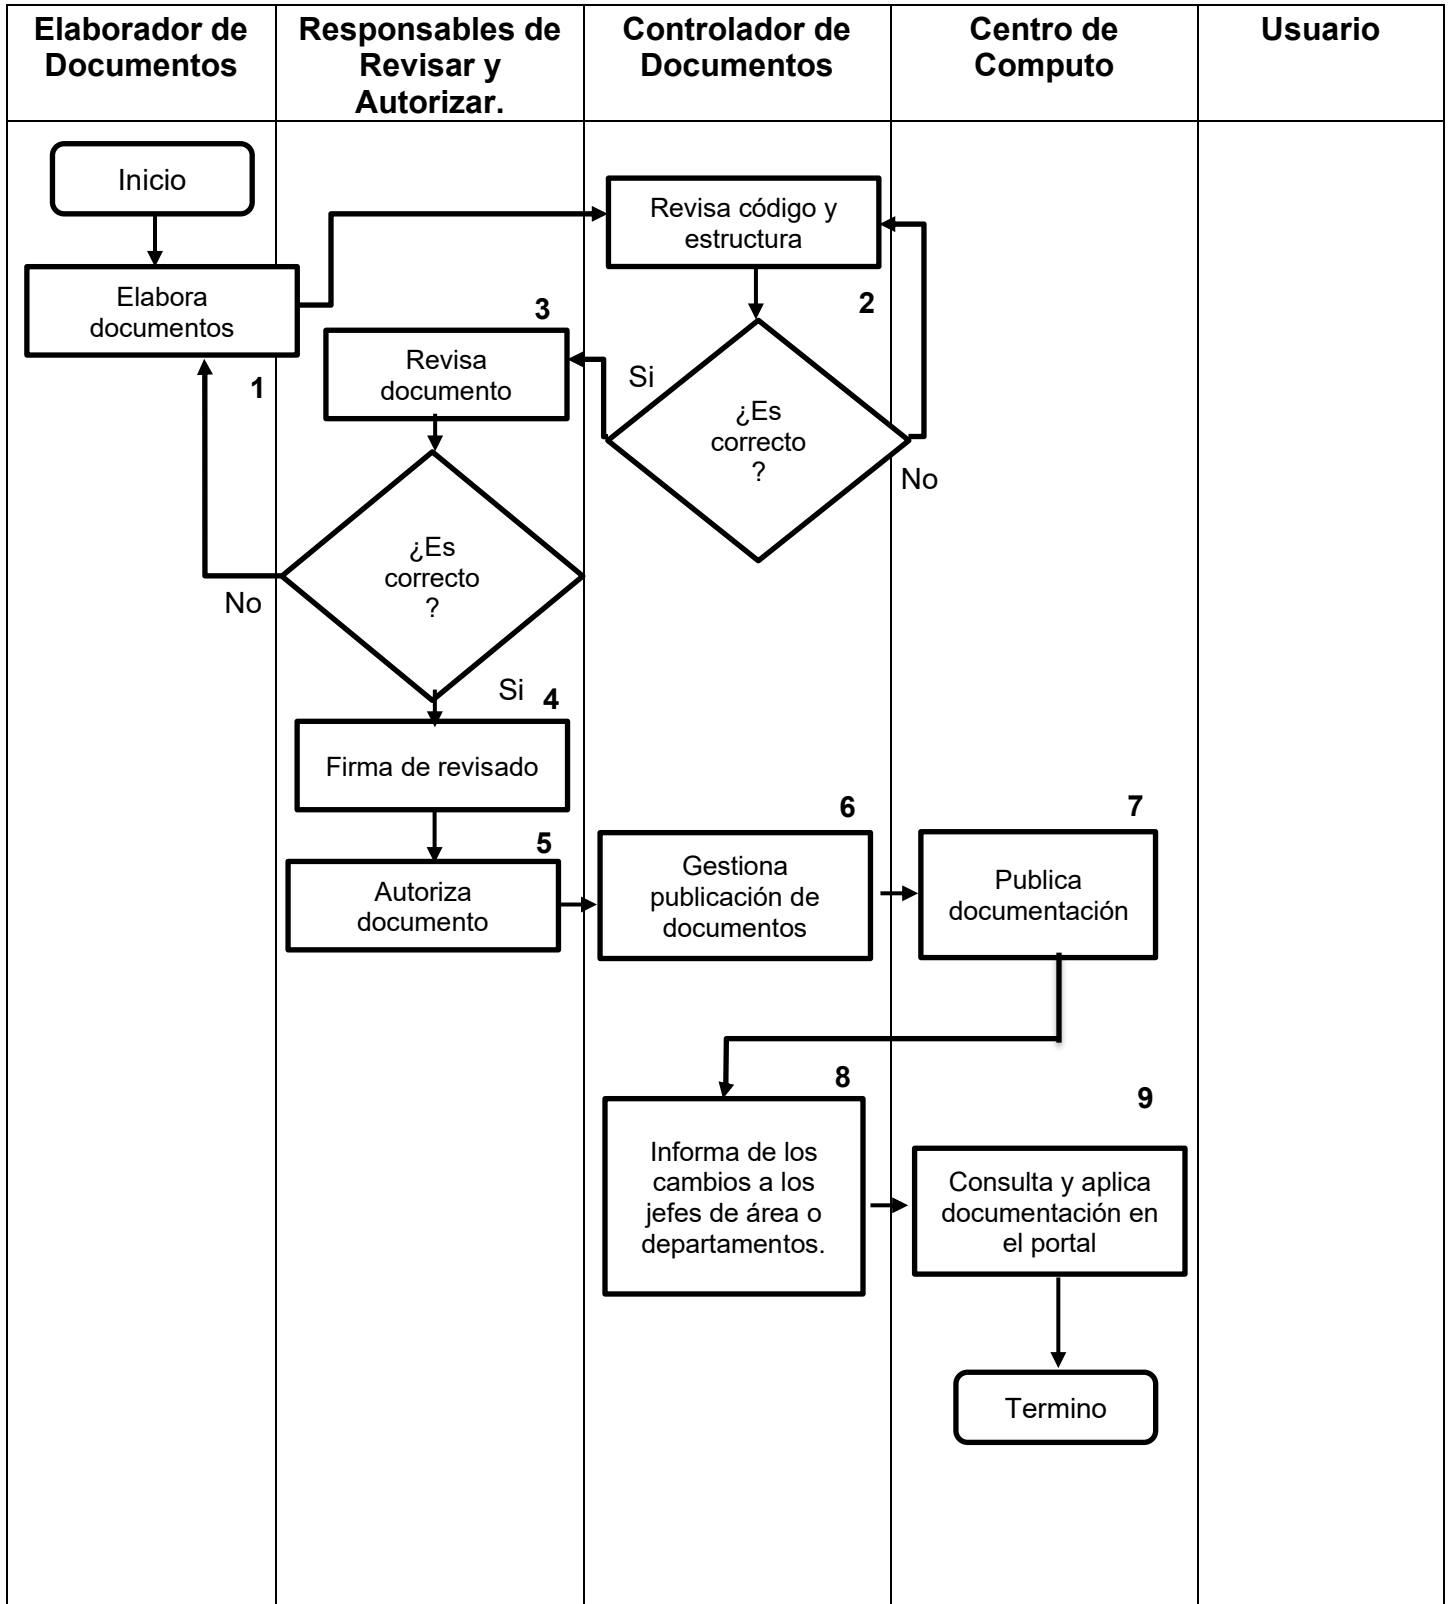 Elaborador de
Documentos
Responsables de
Revisar y
Autorizar.
Controlador de
Documentos
Centro de
Computo
Usuario
Inicio
Revisa código y
estructura
Elabora
documentos
1
2
3
Revisa
documento
Si
¿Es
correcto
?
No
¿Es
correcto
?
No
Si
4
Firma de revisado
5
Autoriza
documento
6
Gestiona
publicación de
documentos
7
Publica
documentación
8
Informa de los
cambios a los
jefes de área o
departamentos.
9
Consulta y aplica
documentación en
el portal
Termino